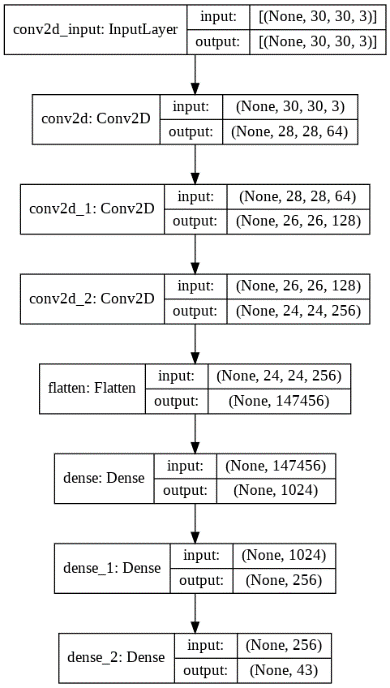 conv2d_input: InputLayer
input: [(None, 30, 30, 3)]
output: [(None, 30, 30, 3)]
conv2d: Conv2D
input: (None, 30, 30, 3)
output: (None, 28, 28, 64)
conv2d_1: Conv2D
input: (None, 28, 28, 64)
output: (None, 26, 26, 128)
conv2d_2: Conv2D
input: (None, 26, 26, 128)
output: (None, 24, 24, 256)
flatten: Flatten
input: (None, 24, 24, 256)
output: (None, 147456)
dense: Dense
input: (None, 147456)
output: (None, 1024)
dense_1: Dense
input: (None, 1024)
output: (None, 256)
dense_2: Dense
input: (None, 256)
output: (None, 43)